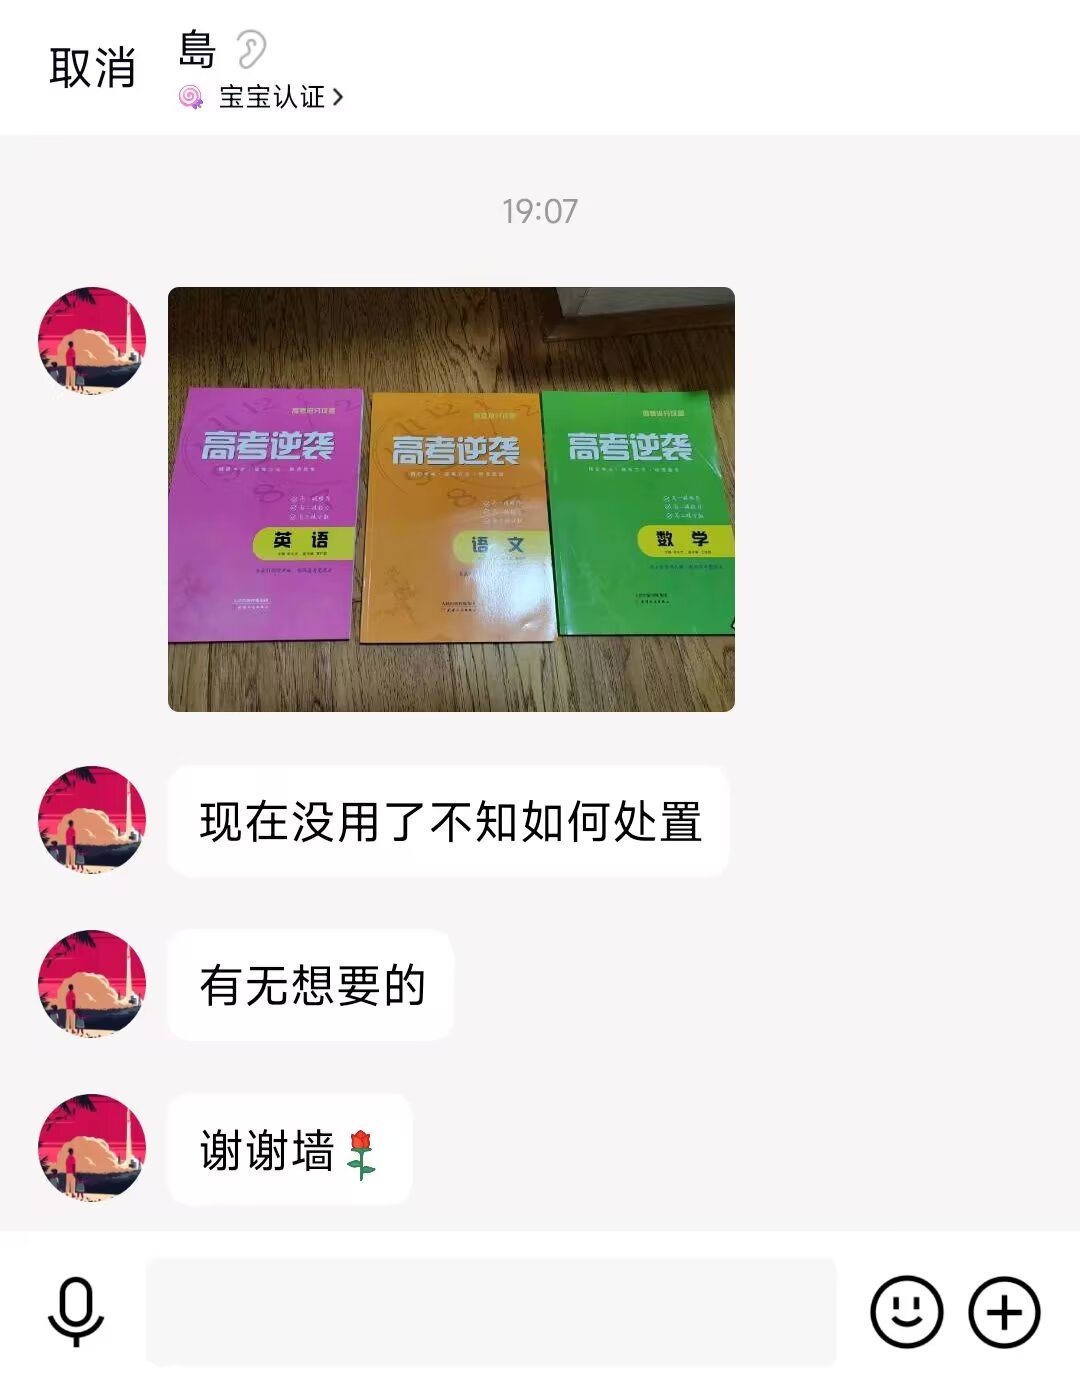 取消
島
宝宝认证
19:07
高考逆袭
英语
高考逆袭
语文
高考逆袭
数学
现在没用了不知如何处置
有无想要的
谢谢墙🌹